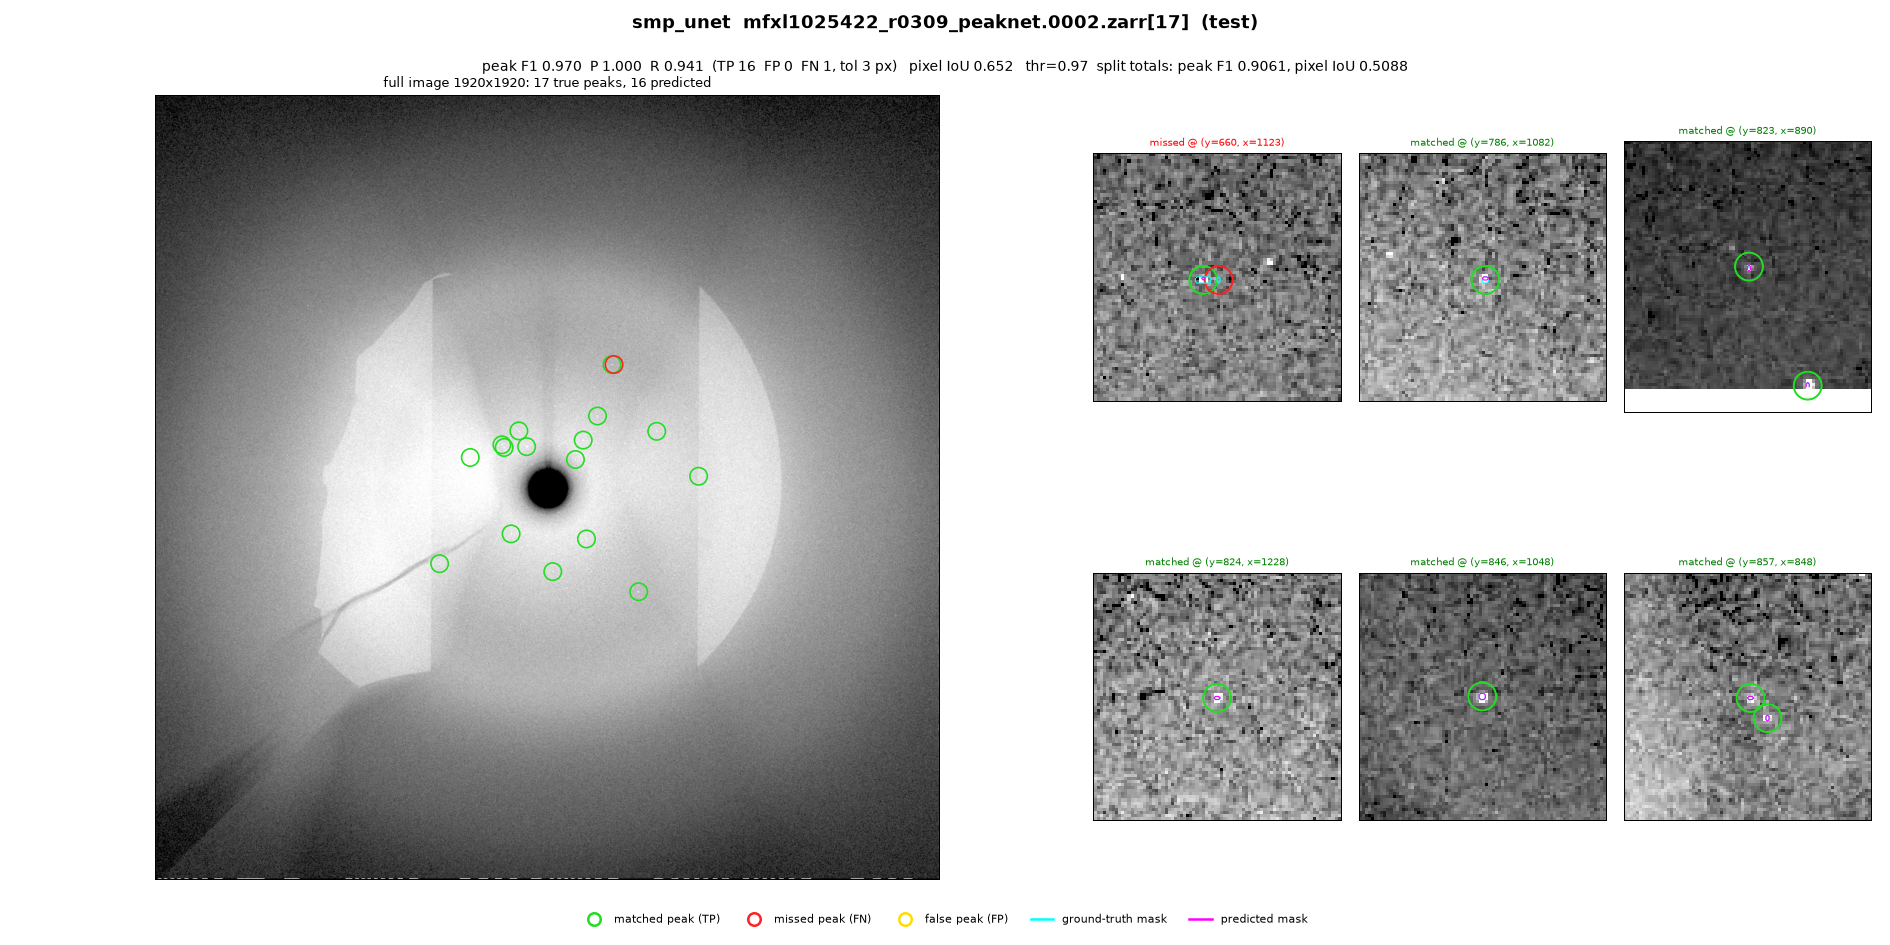 smp_unet  mfxl1025422_r0309_peaknet.0002.zarr[17]  (test)
peak F1 0.970  P 1.000  R 0.941  (TP 16  FP 0  FN 1, tol 3 px)   pixel IoU 0.652   thr=0.97  split totals: peak F1 0.9061, pixel IoU 0.5088
full image 1920x1920: 17 true peaks, 16 predicted
missed @ (y=660, x=1123)
matched @ (y=786, x=1082)
matched @ (y=823, x=890)
matched @ (y=824, x=1228)
matched @ (y=846, x=1048)
matched @ (y=857, x=848)
matched peak (TP)
missed peak (FN)
false peak (FP)
ground-truth mask
predicted mask